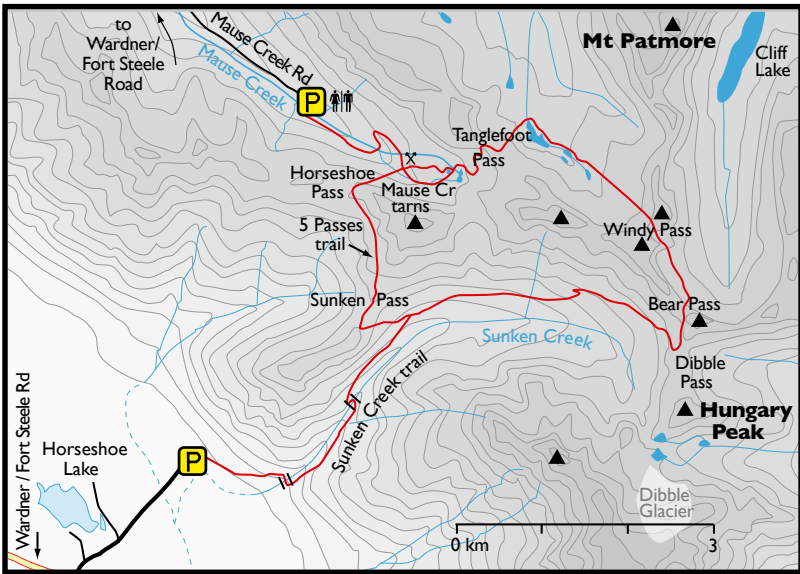 to
Wardner/
Fort Steele
Road
Mause Creek Rd
Mause Creek
P
Mt Patmore
Cliff
Lake
Tanglefoot
Pass
Horseshoe
Pass
Mause Cr
tarns
5 Passes
trail
Windy Pass
Sunken Pass
Bear Pass
Sunken Creek
Dibble
Pass
Sunken Creek trail
Hungary
Peak
Wardner / Fort Steele Rd
Horseshoe
Lake
P
Dibble
Glacier
0 km
3